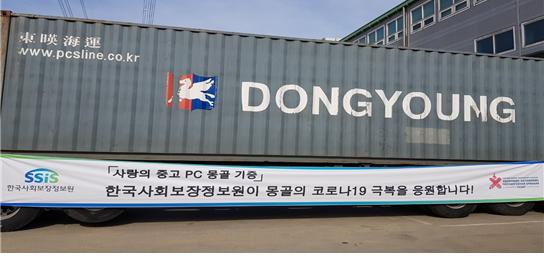 東暎海運
www.pcsline.co.kr
DONGYOUNG
SSiS
한국사회보장정보원
「사랑의 중고 PC 몽골 기증」
한국사회보장정보원이 몽골의 코로나19 극복을 응원합니다!